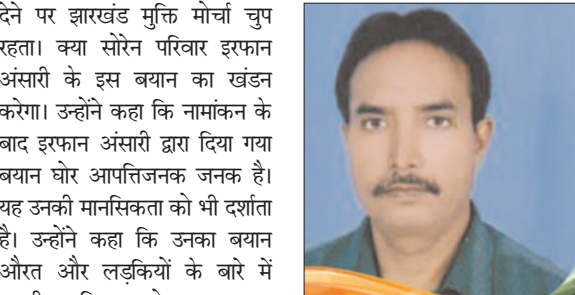 देने पर झारखंड मुक्ति मोर्चा चुप
रहता। क्या सोरेन परिवार इरफान
अंसारी के इस बयान का खंडन
करेगा। उन्होंने कहा कि नामांकन के
बाद इरफान अंसारी द्वारा दिया गया
बयान घोर आपत्तिजनक जनक है।
यह उनकी मानसिकता को भी दर्शाता
है। उन्होंने कहा कि उनका बयान
औरत और लड़कियों के बारे में